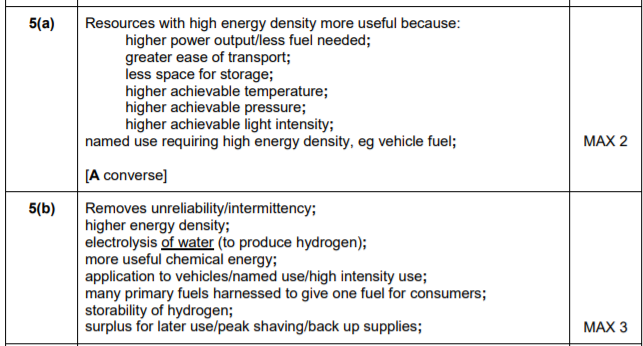 5(a) Resources with high energy density more useful because:
higher power output/less fuel needed;
greater ease of transport;
less space for storage;
higher achievable temperature;
higher achievable pressure;
higher achievable light intensity;
named use requiring high energy density, eg vehicle fuel; MAX 2
[A converse]
5(b) Removes unreliability/intermittency;
higher energy density;
electrolysis of water (to produce hydrogen);
more useful chemical energy;
application to vehicles/named use/high intensity use;
many primary fuels harnessed to give one fuel for consumers;
storability of hydrogen;
surplus for later use/peak shaving/back up supplies; MAX 3